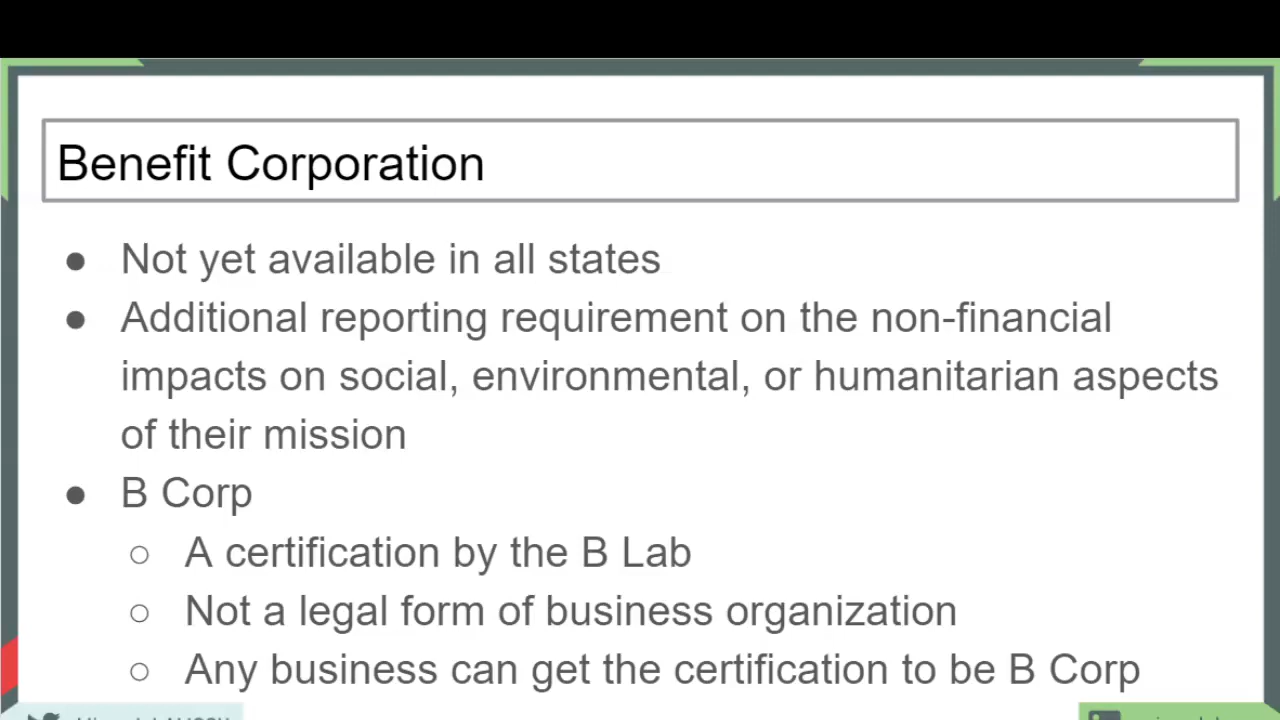 Benefit Corporation
● Not yet available in all states
● Additional reporting requirement on the non-financial
impacts on social, environmental, or humanitarian aspects
of their mission
● B Corp
○ A certification by the B Lab
○ Not a legal form of business organization
○ Any business can get the certification to be B Corp